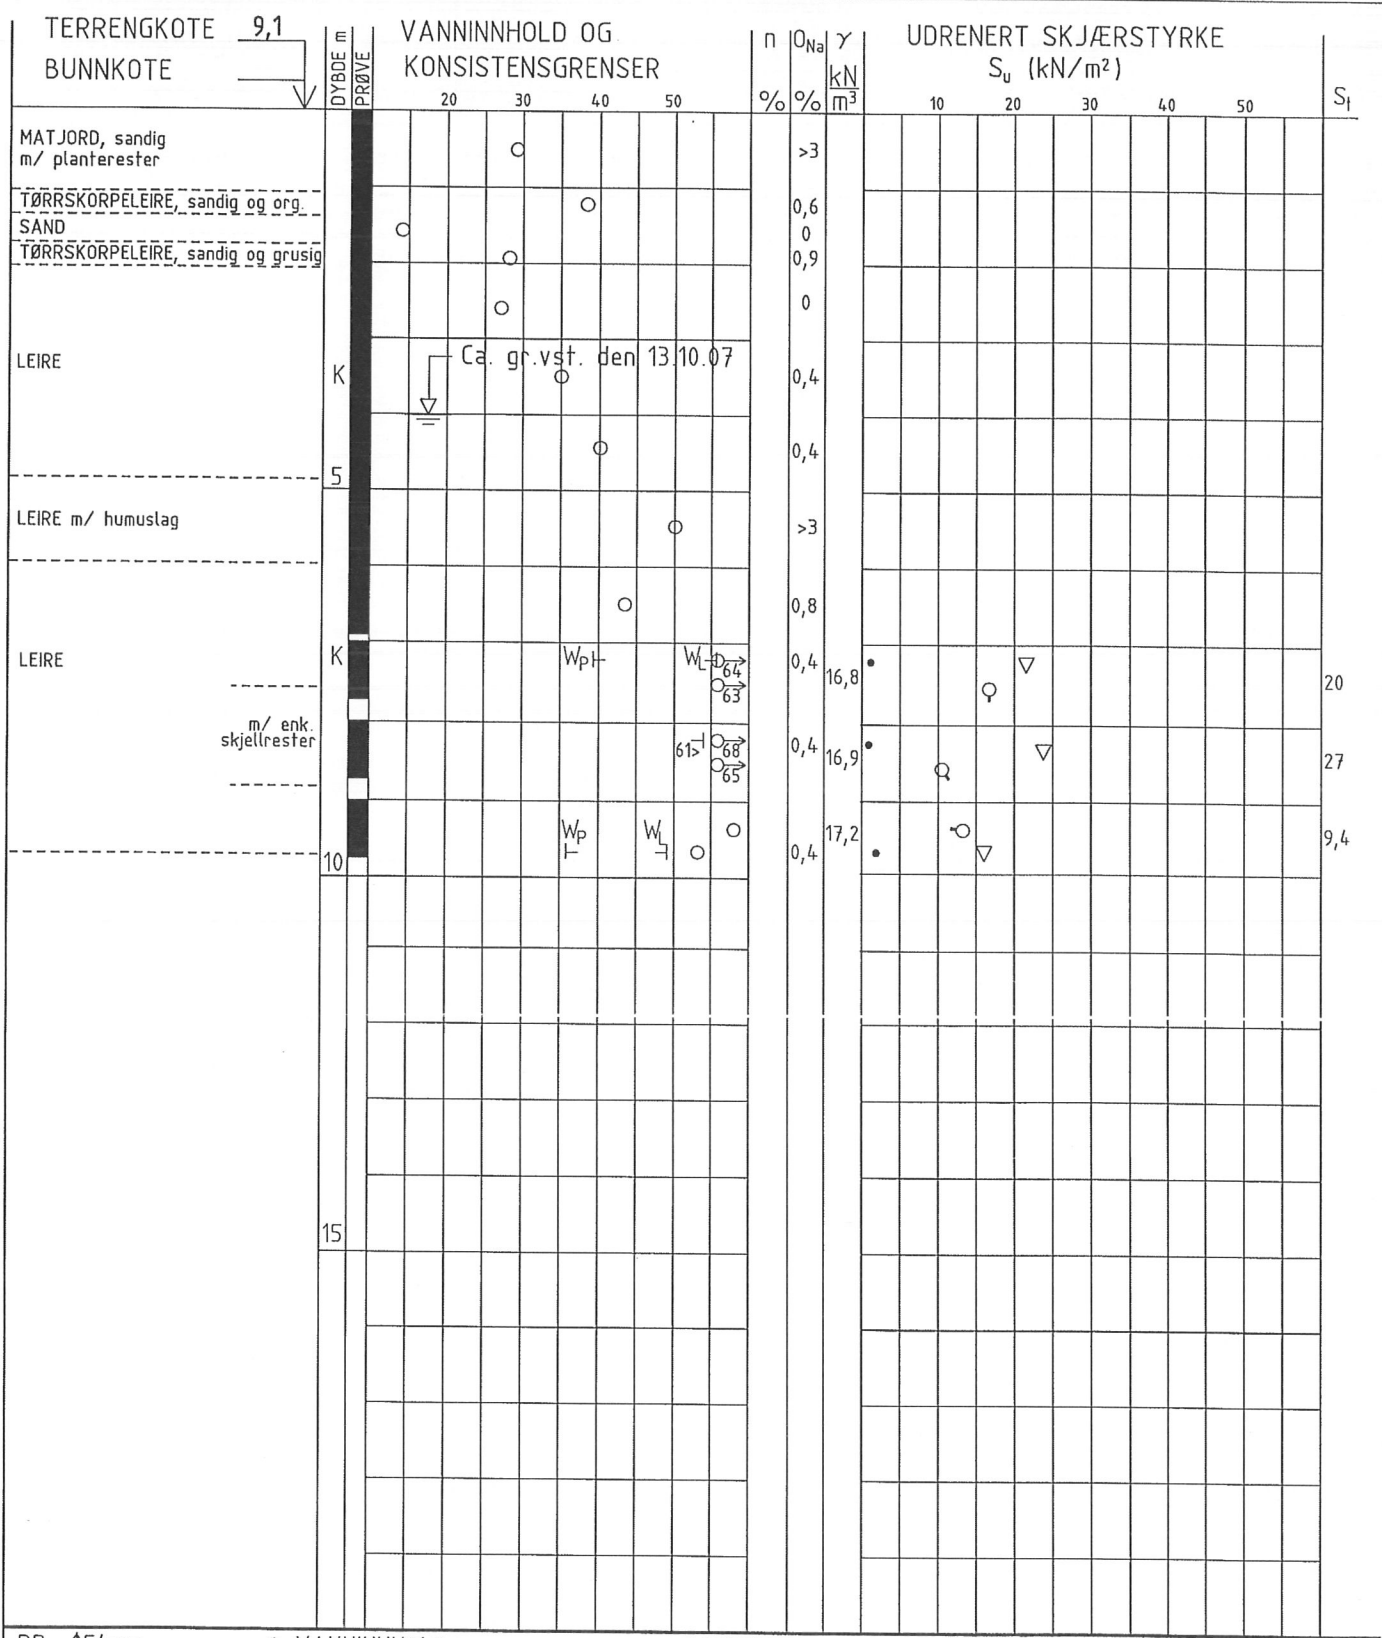 TERRENGKOTE 9,1
BUNNKOTE
DYBDE m
PRØVE
VANNINNHOLD OG
KONSISTENSGRENSER
20 30 40 50
n
%
O Na
%
γ
kN
m³
UDRENERT SKJÆRSTYRKE
Su (kN/m²)
10 20 30 40 50
St
MATJORD, sandig
m/ planterester
>3
TØRRSKORPELEIRE, sandig og org.
0,6
SAND
0
TØRRSKORPELEIRE, sandig og grusig
0,9
0
Ca. gr.vst. den 13.10.07
LEIRE
K
0,4
0,4
5
LEIRE m/ humuslag
>3
0,8
LEIRE
K
WP
WL
64
0,4
16,8
20
63
m/ enk.
skjellrester
61>
68
0,4
16,9
27
65
WP
WL
17,2
9,4
0,4
10
15